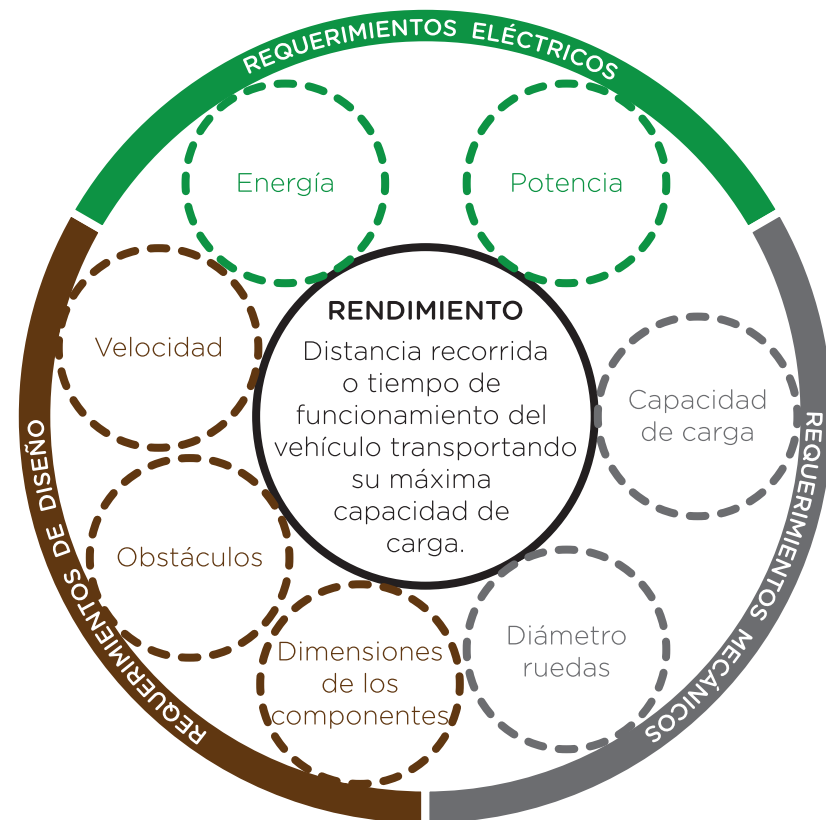 REQUERIMIENTOS ELÉCTRICOS
Energía
Potencia
RENDIMIENTO
Distancia recorrida
o tiempo de
funcionamiento del
vehículo transportando
su máxima
capacidad de
carga.
Velocidad
Obstáculos
Dimensiones
de los
componentes
REQUERIMIENTOS DE DISEÑO
Capacidad
de carga
Diámetro
ruedas
REQUERIMIENTOS MECÁNICOS